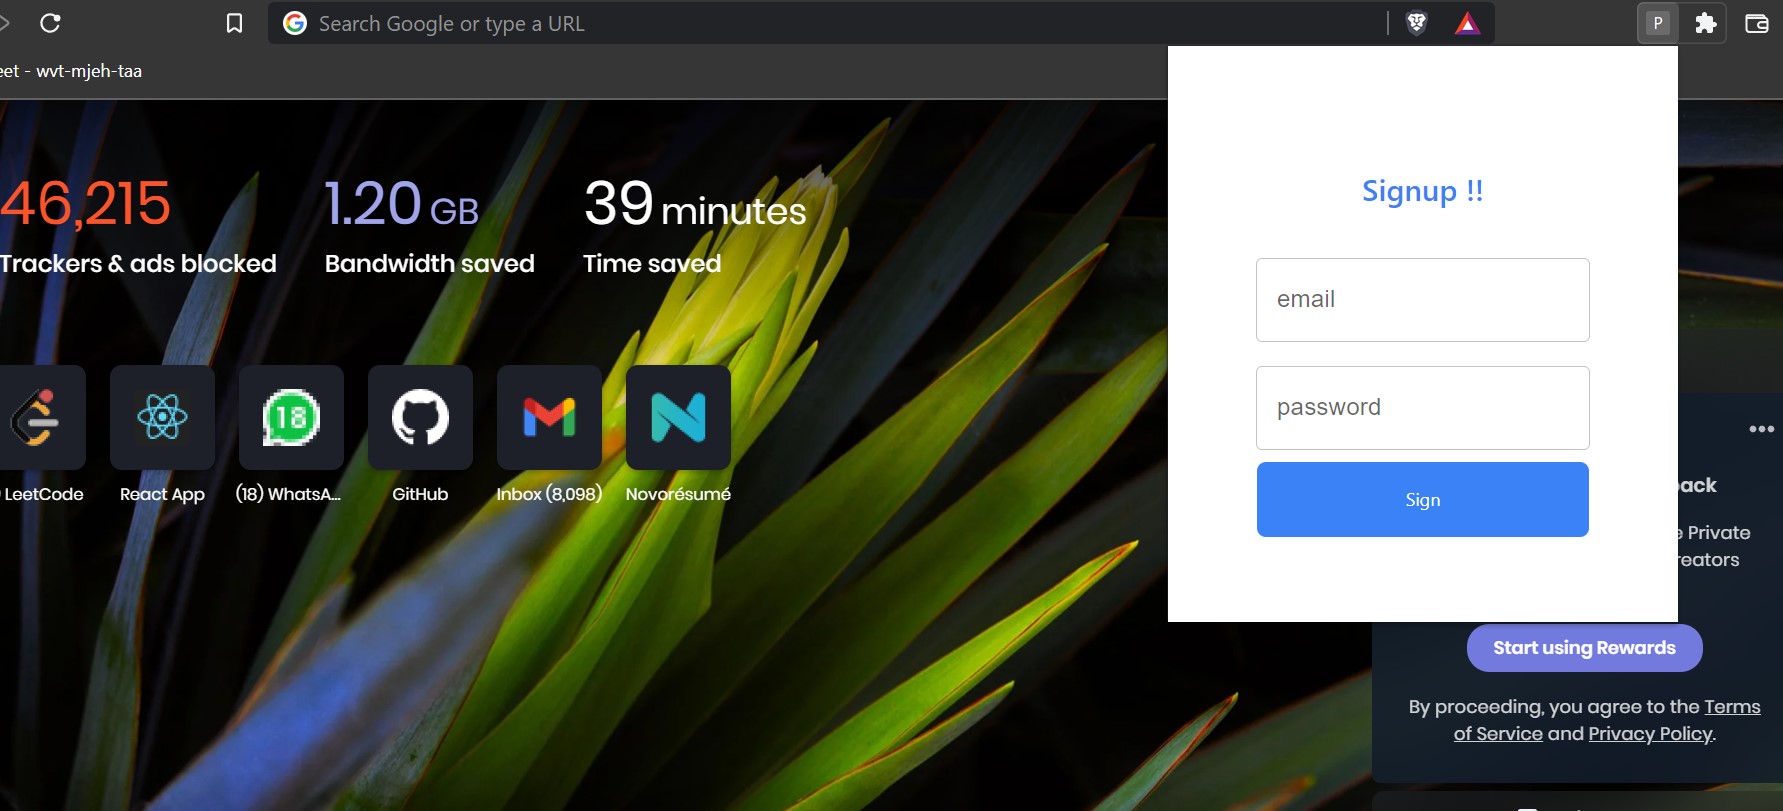 Search Google or type a URL
P
eet - wvt-mjeh-taa
46,215
Trackers & ads blocked
1.20 GB
Bandwidth saved
39 minutes
Time saved
LeetCode
React App
18
(18) WhatsA...
GitHub
Inbox (8,098)
Novorésumé
Signup !!
email
password
Sign
ack
e Private
reators
Start using Rewards
By proceeding, you agree to the Terms
of Service and Privacy Policy.